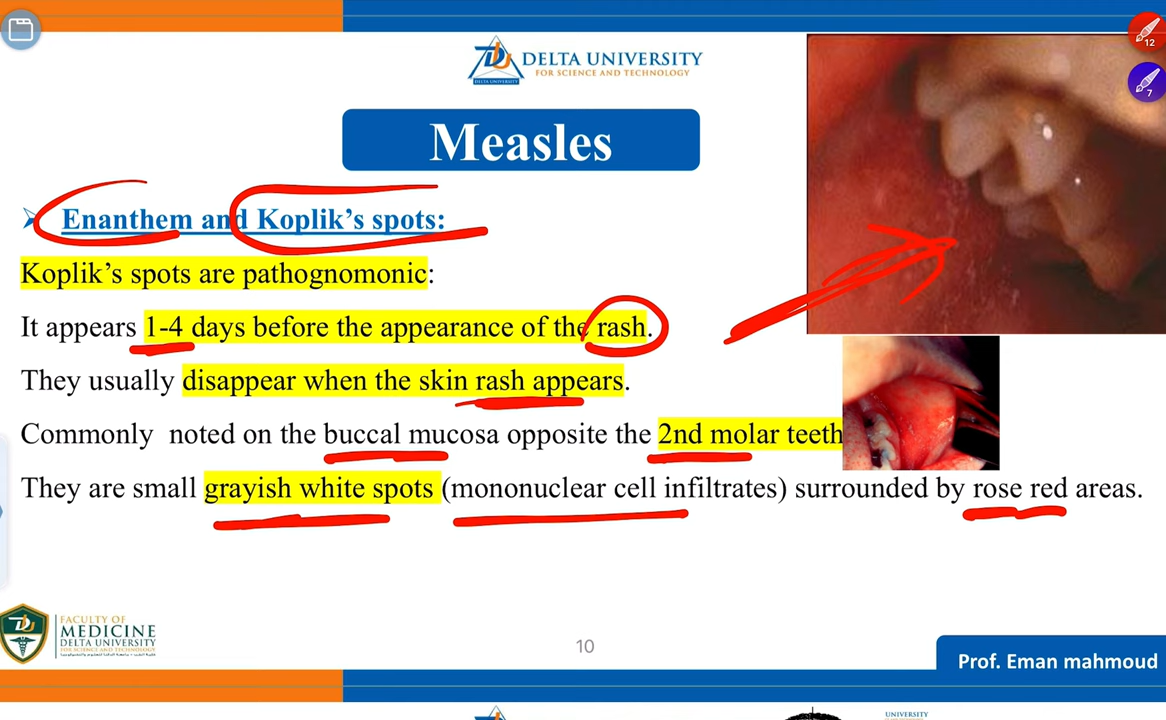 12
7
DELTA UNIVERSITY
FOR SCIENCE AND TECHNOLOGY
DELTA UNIVERSITY
Measles
Enanthem and Koplik’s spots:
Koplik’s spots are pathognomonic:
It appears 1-4 days before the appearance of the rash.
They usually disappear when the skin rash appears.
Commonly noted on the buccal mucosa opposite the 2nd molar teeth
They are small grayish white spots (mononuclear cell infiltrates) surrounded by rose red areas.
FACULTY OF
MEDICINE
DELTA UNIVERSITY
FOR SCIENCE AND TECHNOLOGY
10
Prof. Eman mahmoud
UNIVERSITY